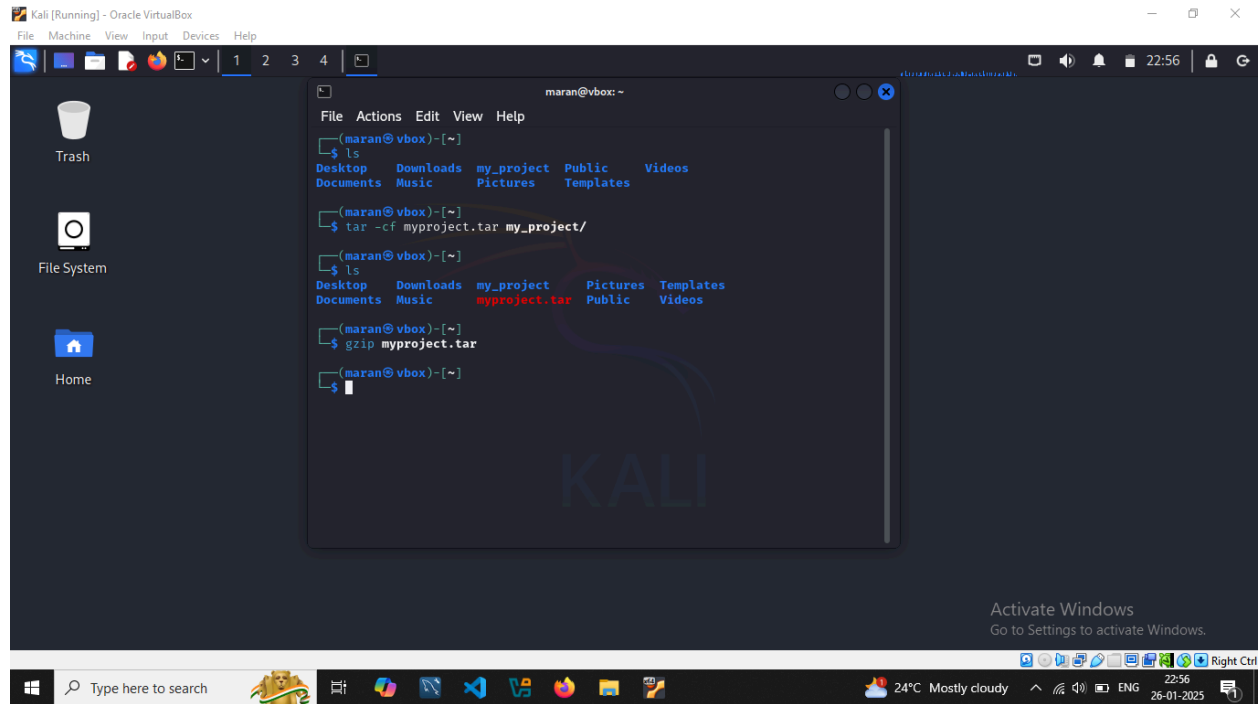 Kali [Running] - Oracle VirtualBox
File Machine View Input Devices Help
1 2 3 4 22:56
maran@vbox: ~
File Actions Edit View Help
Trash
File System
Home
┌──(maran㉿vbox)-[~]
└─$ ls
Desktop Downloads my_project Public Videos
Documents Music Pictures Templates
┌──(maran㉿vbox)-[~]
└─$ tar -cf myproject.tar my_project/
┌──(maran㉿vbox)-[~]
└─$ ls
Desktop Downloads my_project Pictures Templates
Documents Music myproject.tar Public Videos
┌──(maran㉿vbox)-[~]
└─$ gzip myproject.tar
┌──(maran㉿vbox)-[~]
└─$
KALI
Activate Windows
Go to Settings to activate Windows.
Right Ctrl
Type here to search
24°C Mostly cloudy ENG 22:56
26-01-2025
1